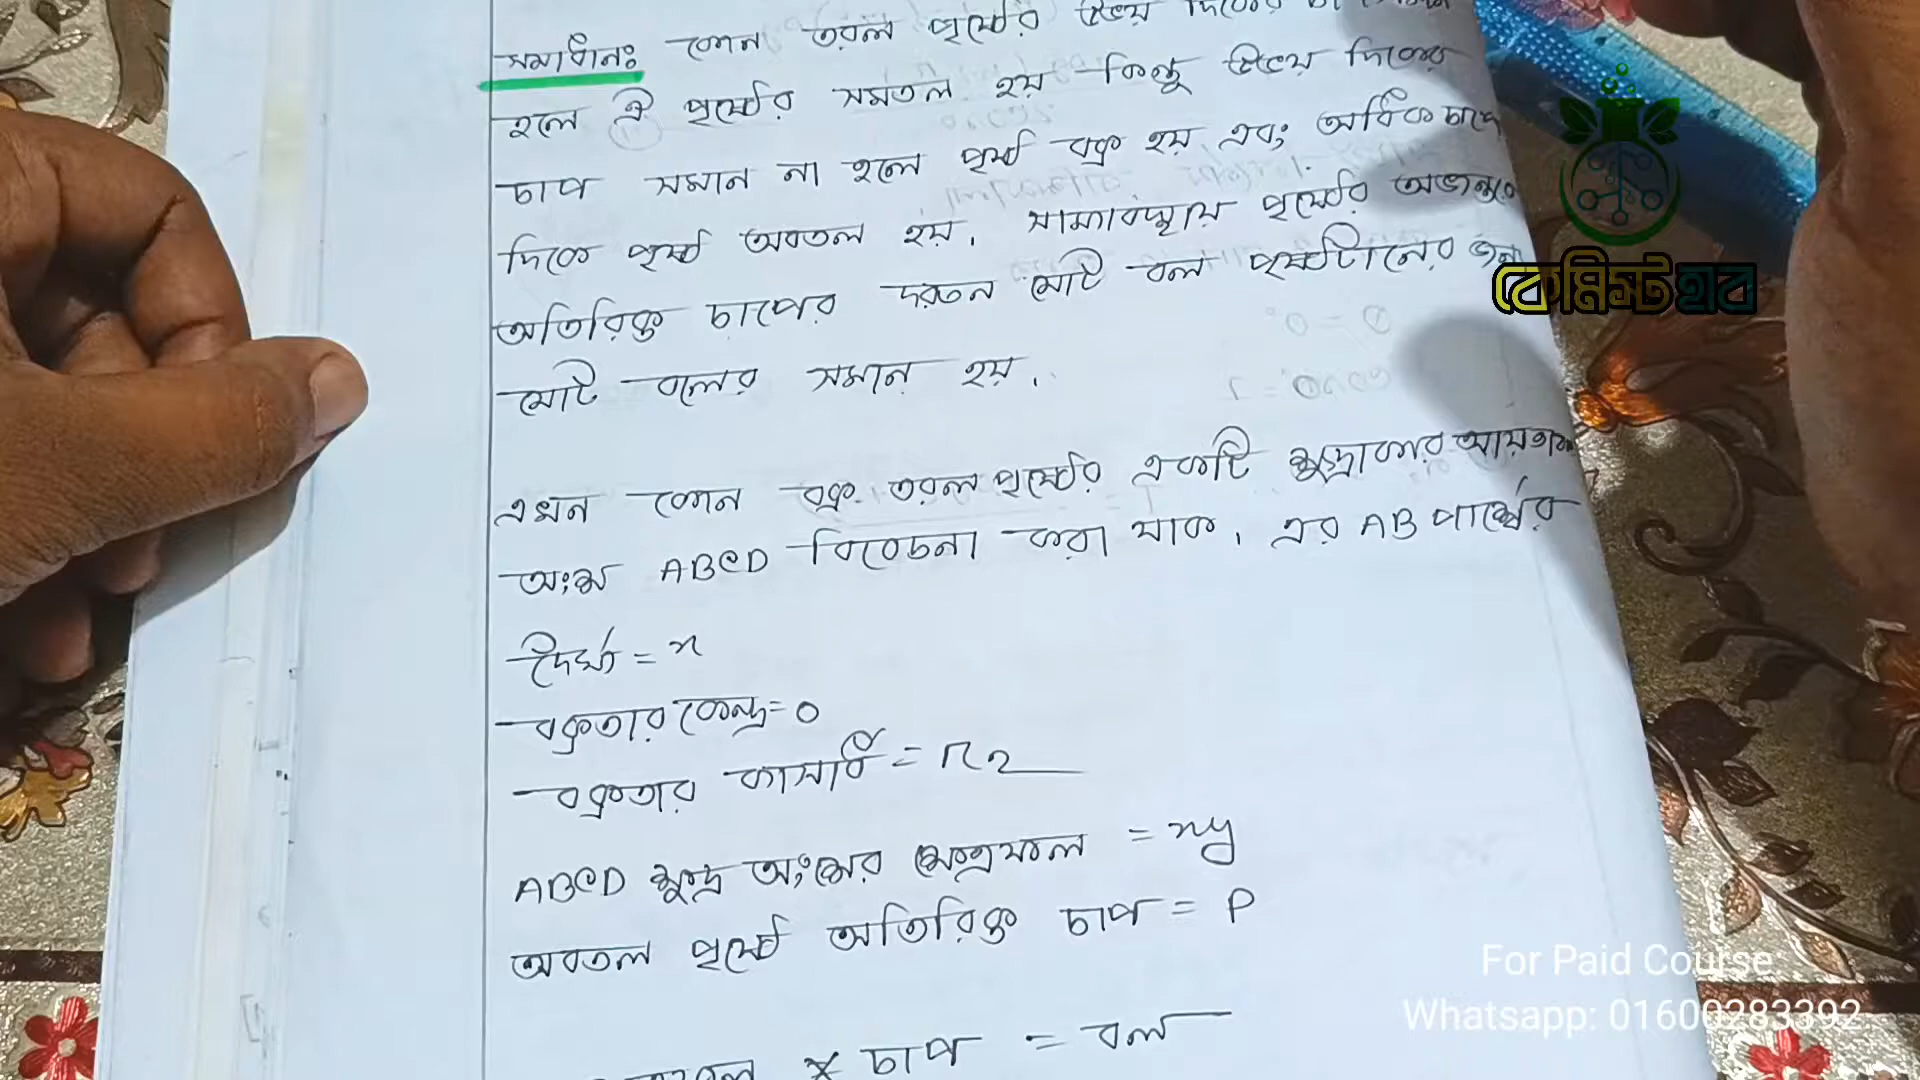 সমাধানঃ কোন তরল পৃষ্ঠের উভয় দিকের
হলে ঐ পৃষ্ঠের সমতল হয় কিন্তু উভয় দিকের
চাপ সমান না হলে পৃষ্ঠ বক্র হয় এবং অধিক চাপের
দিকে পৃষ্ঠ অবতল হয়। সাম্যাবস্থায় পৃষ্ঠের অভ্যন্তরে
অতিরিক্ত চাপের দরুন মোট বল পৃষ্ঠটানের জন্য
মোট বলের সমান হয়।
এখন কোন বক্র তরল পৃষ্ঠের একটি ক্ষুদ্রাকার
অংশ ABCD বিবেচনা করা যাক। এর AB পার্শ্বের
দৈর্ঘ্য = x
বক্রতার কেন্দ্র = O
বক্রতার ব্যাসার্ধ = r2
ABCD ক্ষুদ্র অংশের ক্ষেত্রফল = xy
অবতল পৃষ্ঠে অতিরিক্ত চাপ = P
× চাপ = বল
কেমিস্ট হাব
For Paid Course
Whatsapp: 01600283392